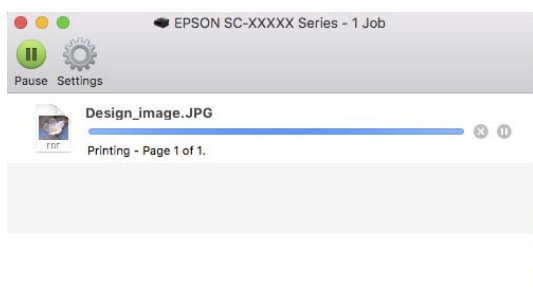 EPSON SC-XXXXX Series - 1 Job
Pause Settings
Design_image.JPG
Printing - Page 1 of 1.